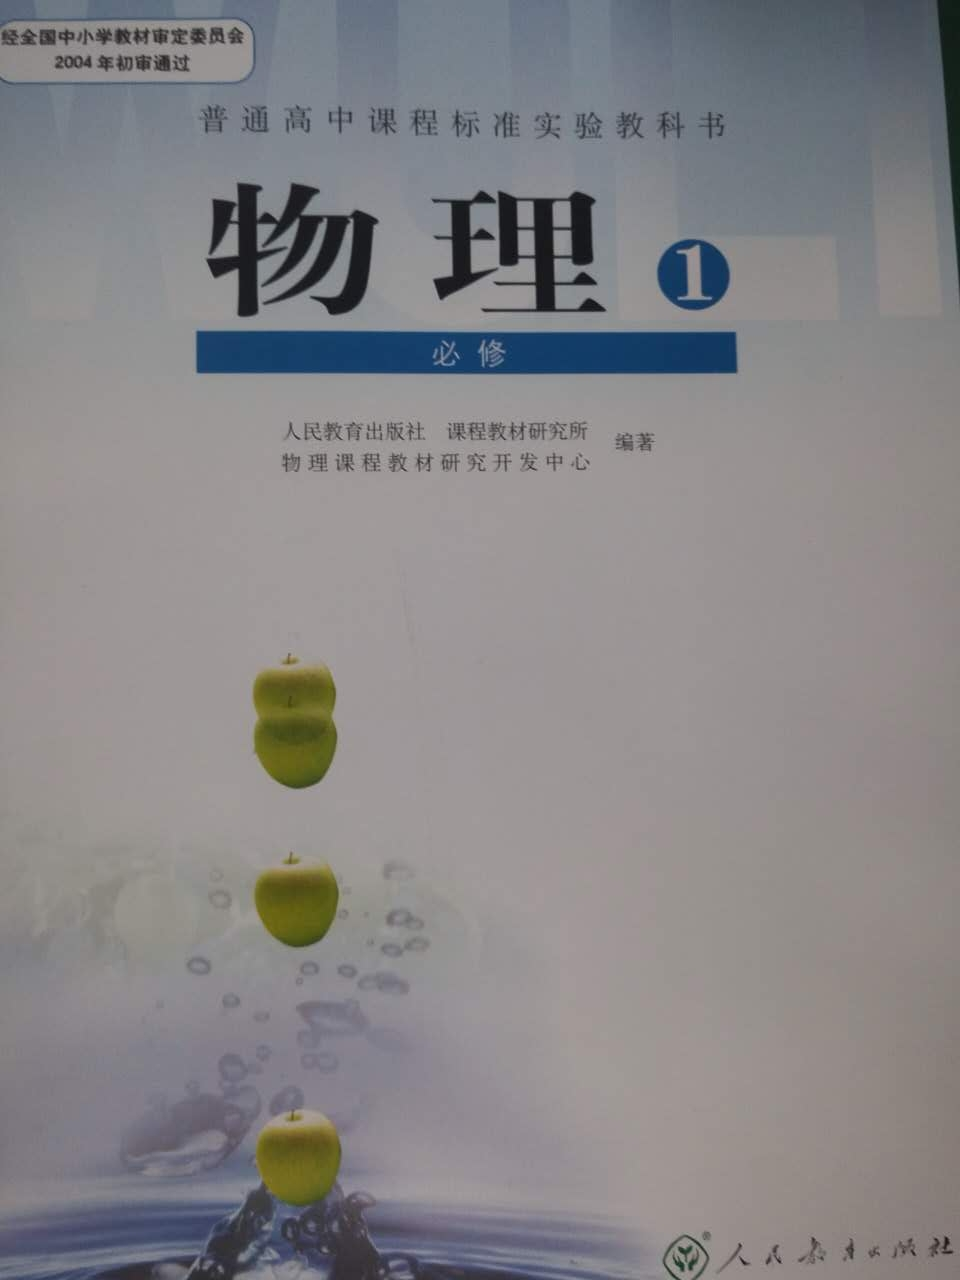 经全国中小学教材审定委员会
2004年初审通过
WULI
普通高中课程标准实验教科书
物理 1
必修
人民教育出版社 课程教材研究所
物理课程教材研究开发中心
编著
人民教育出版社